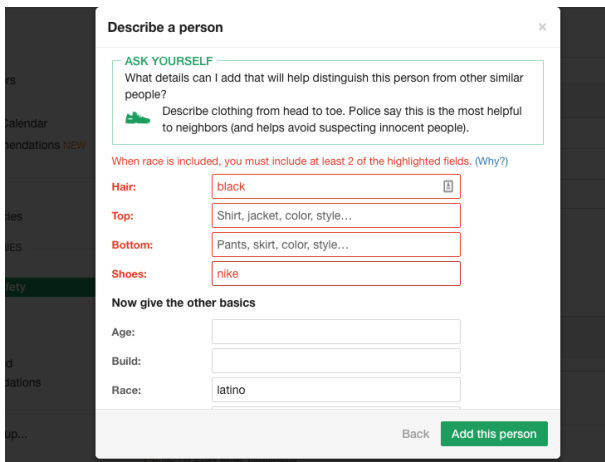 Describe a person
×
ASK YOURSELF
What details can I add that will help distinguish this person from other similar
people?
Describe clothing from head to toe. Police say this is the most helpful
to neighbors (and helps avoid suspecting innocent people).
When race is included, you must include at least 2 of the highlighted fields. (Why?)
Hair: black
Top: Shirt, jacket, color, style...
Bottom: Pants, skirt, color, style...
Shoes: nike
Now give the other basics
Age:
Build:
Race: latino
Back Add this person
Calendar
NEW